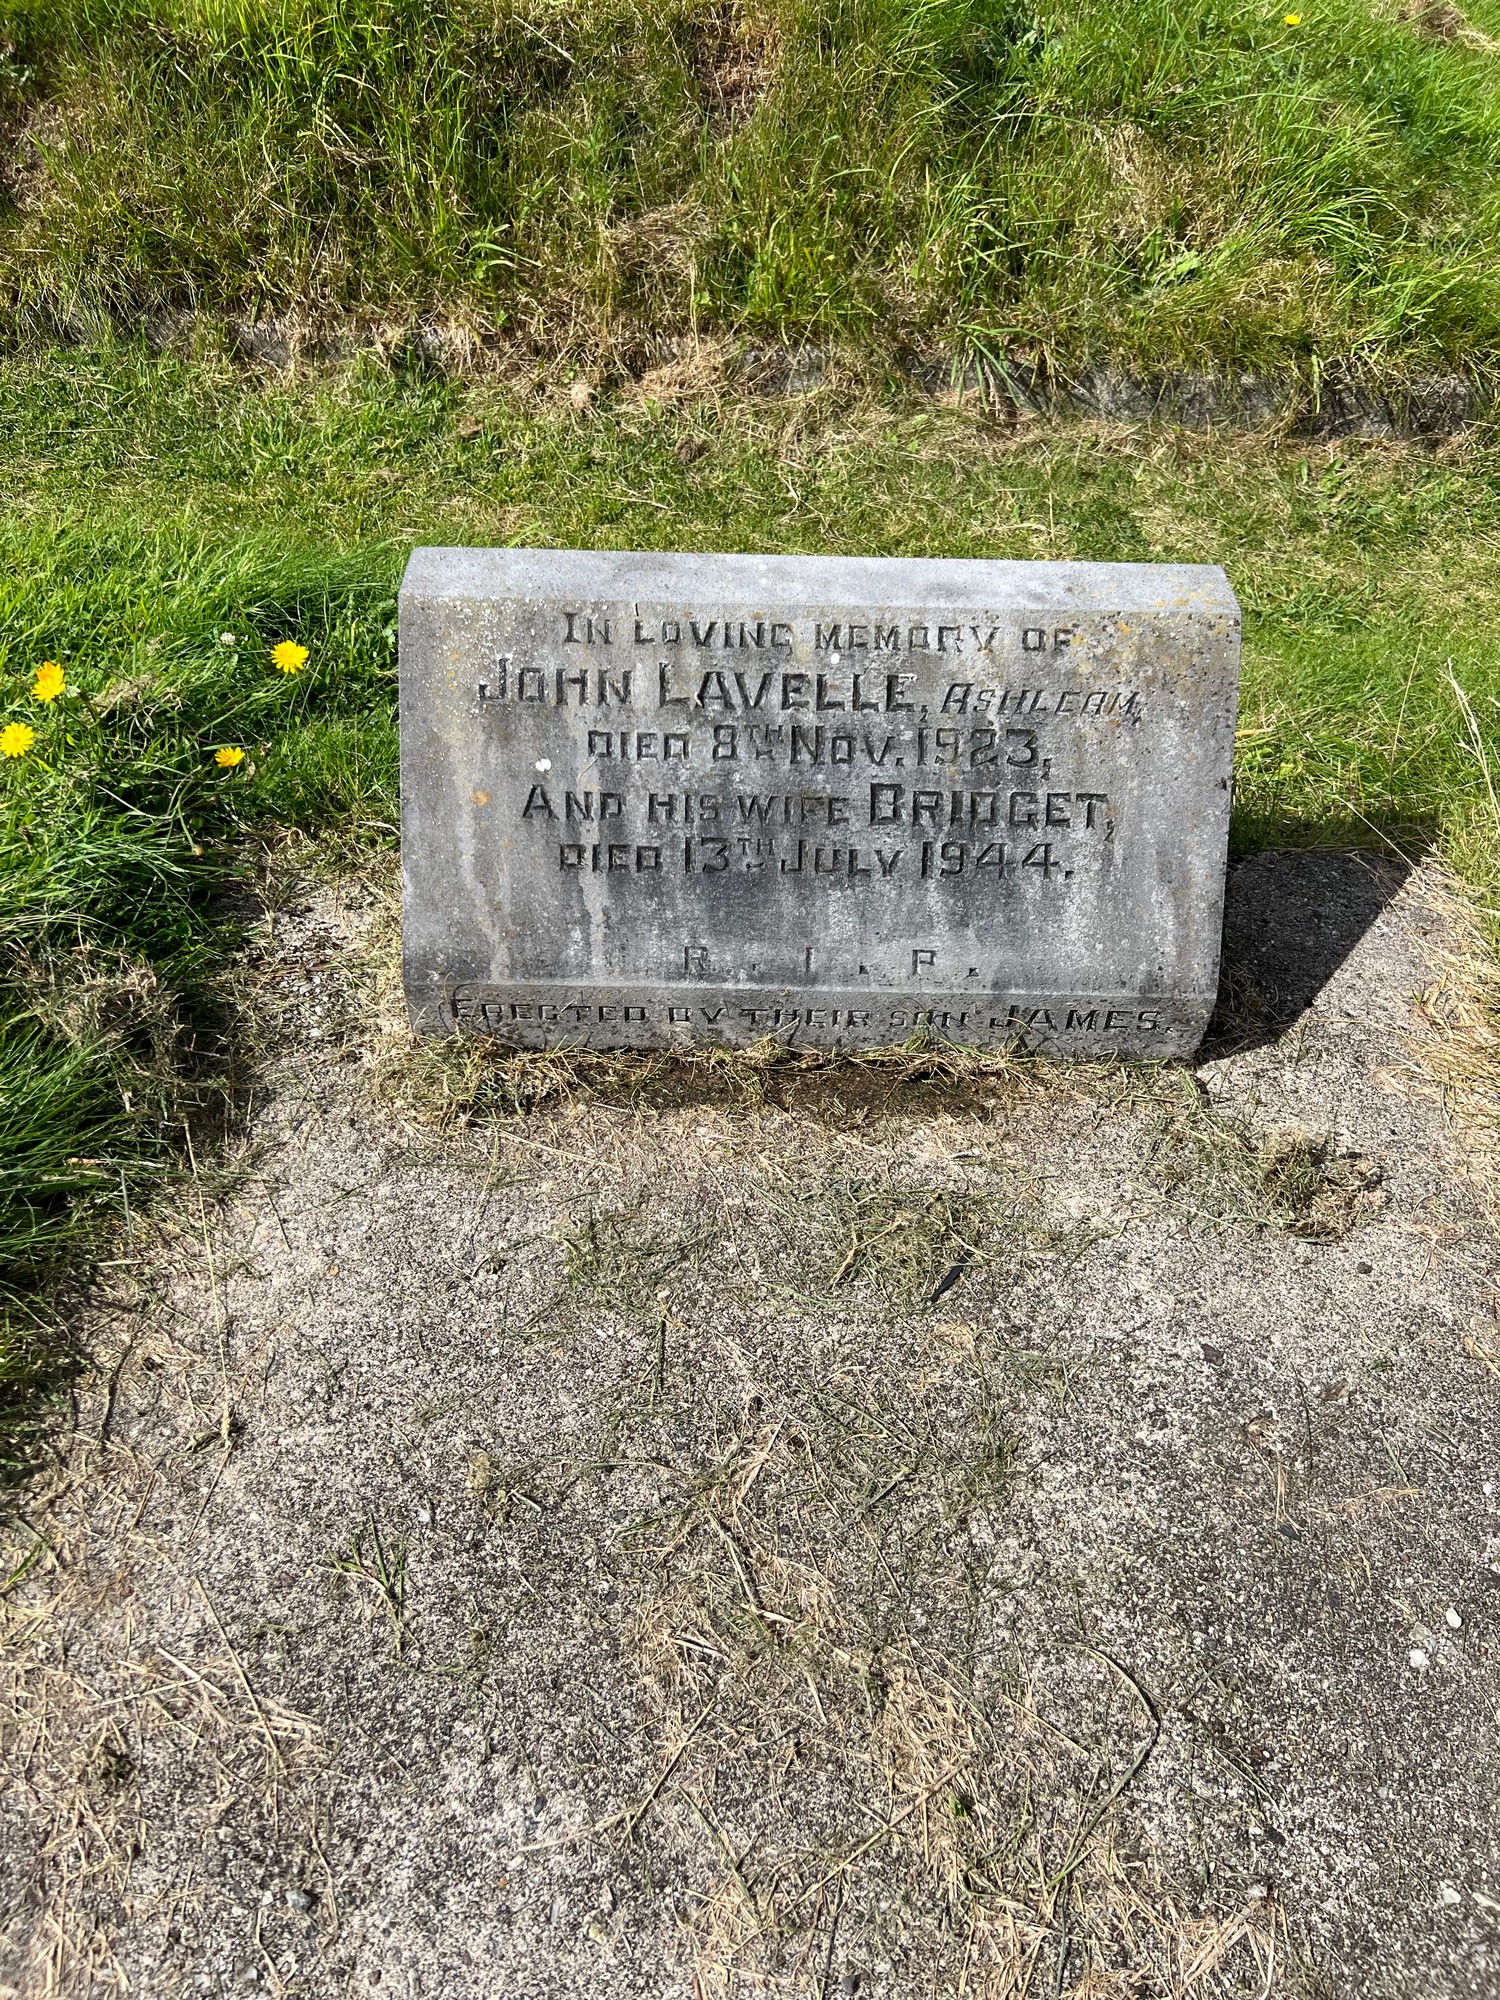 IN LOVING MEMORY OF
JOHN LAVELLE, ASHLEAM,
DIED 8TH NOV. 1923,
AND HIS WIFE BRIDGET,
DIED 13TH JULY 1944.
R. I. P.
ERECTED BY THEIR SON JAMES.